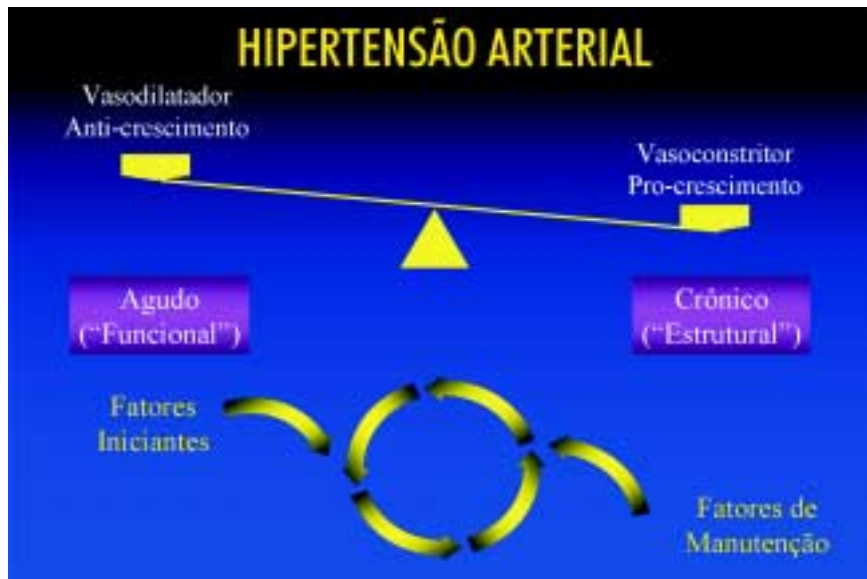 HIPERTENSÃO ARTERIAL
Vasodilatador
Anti-crescimento
Vasoconstritor
Pro-crescimento
Agudo
(“Funcional”)
Crônico
(“Estrutural”)
Fatores
Iniciantes
Fatores de
Manutenção